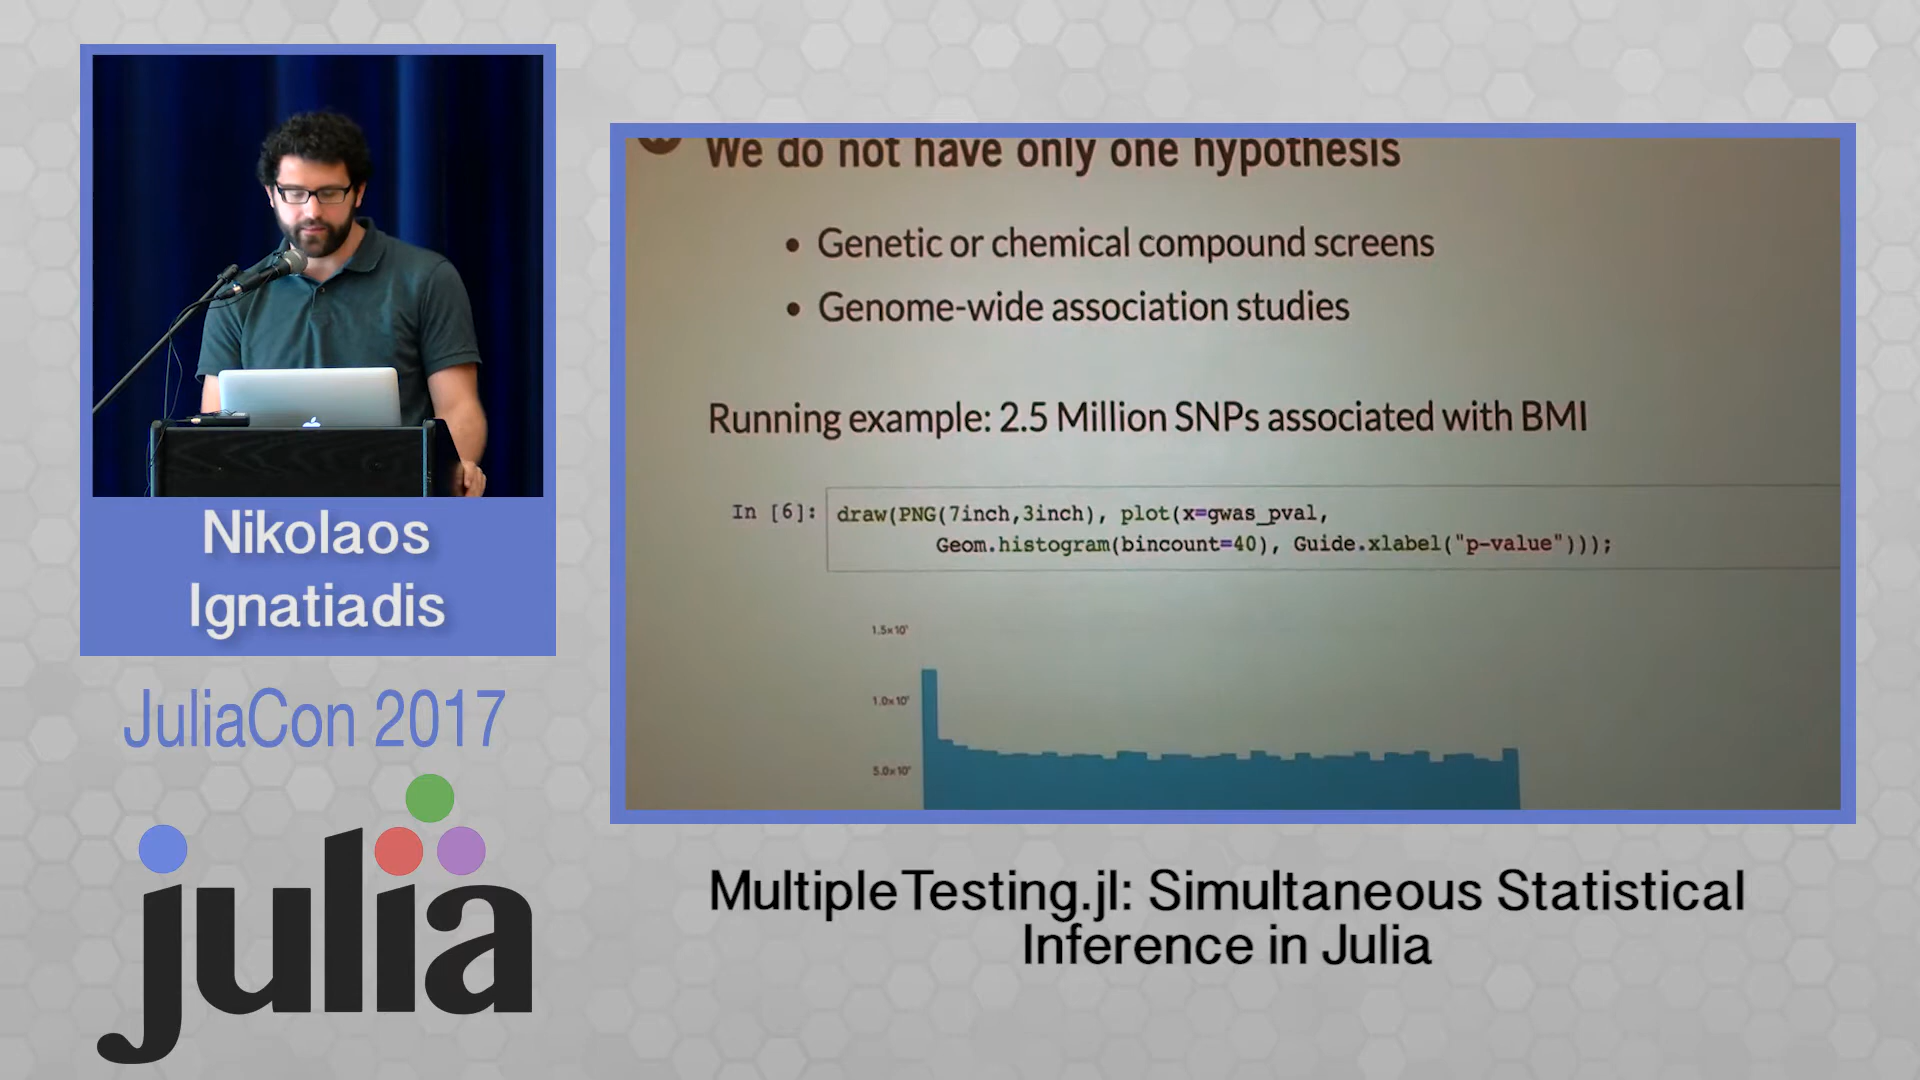 Nikolaos
Ignatiadis
JuliaCon 2017
julia
We do not have only one hypothesis
• Genetic or chemical compound screens
• Genome-wide association studies
Running example: 2.5 Million SNPs associated with BMI
In [6]: draw(PNG(7inch,3inch), plot(x=gwas_pval,
Geom.histogram(bincount=40), Guide.xlabel("p-value")));
MultipleTesting.jl: Simultaneous Statistical
Inference in Julia